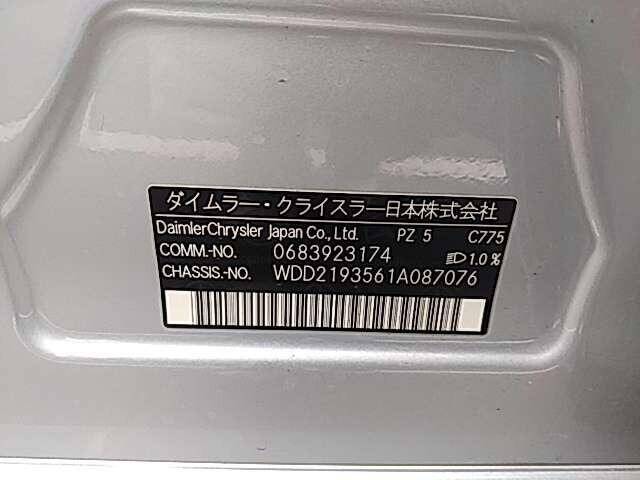 ダイムラー・クライスラー日本株式会社
DaimlerChrysler Japan Co., Ltd. PZ 5 C775
COMM.-NO. 0683923174 1.0 %
CHASSIS.-NO. WDD2193561A087076